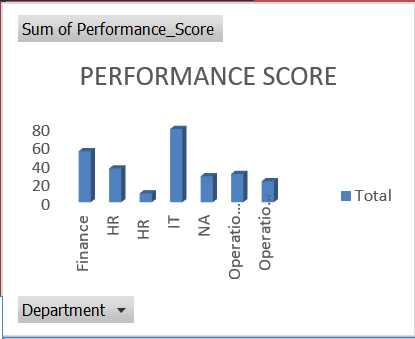 Sum of Performance_Score
PERFORMANCE SCORE
80
60
40
20
0
Finance
HR
HR
IT
NA
Operatio...
Operatio...
Total
Department